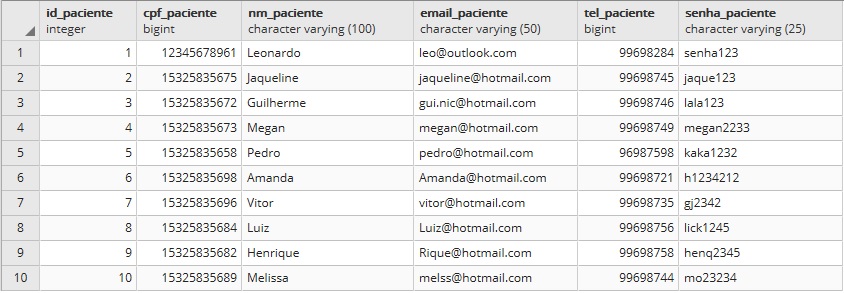 id_paciente cpf_paciente nm_paciente email_paciente tel_paciente senha_paciente
integer bigint character varying (100) character varying (50) bigint character varying (25)
1 1 12345678961 Leonardo leo@outlook.com 99698284 senha123
2 2 15325835675 Jaqueline jaqueline@hotmail.com 99698745 jaque123
3 3 15325835672 Guilherme gui.nic@hotmail.com 99698746 lala123
4 4 15325835673 Megan megan@hotmail.com 99698749 megan2233
5 5 15325835658 Pedro pedro@hotmail.com 96987598 kaka1232
6 6 15325835698 Amanda Amanda@hotmail.com 99698721 h1234212
7 7 15325835696 Vitor vitor@hotmail.com 99698735 gj2342
8 8 15325835684 Luiz Luiz@hotmail.com 99698756 lick1245
9 9 15325835682 Henrique Rique@hotmail.com 99698758 henq2345
10 10 15325835689 Melissa melss@hotmail.com 99698744 mo23234